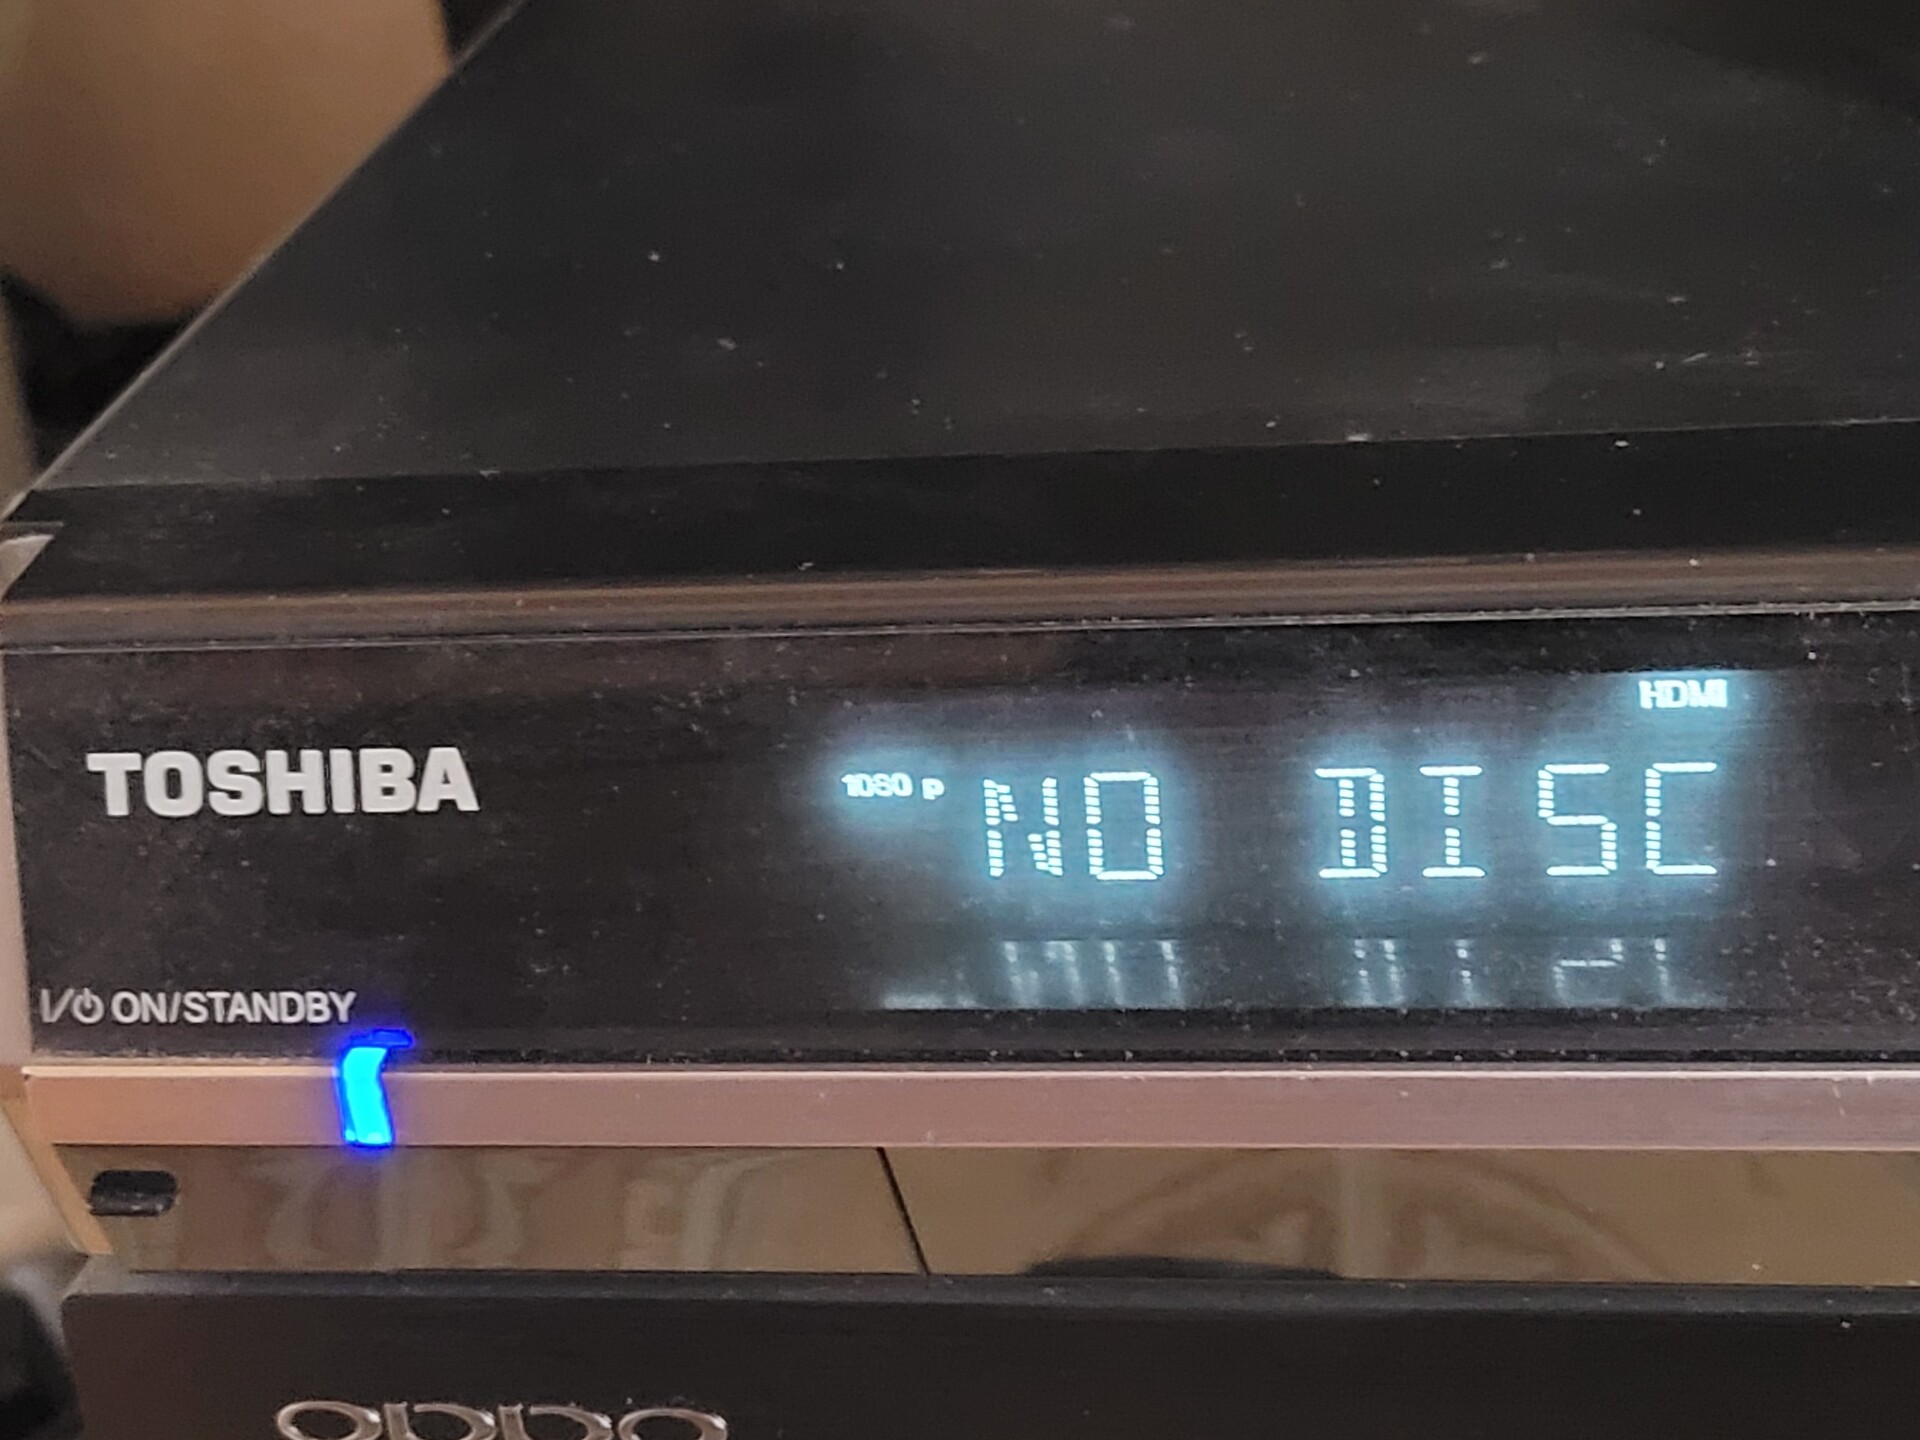 HDMI
TOSHIBA
1080 p NO DISC
I/⏻ ON/STANDBY
oppo